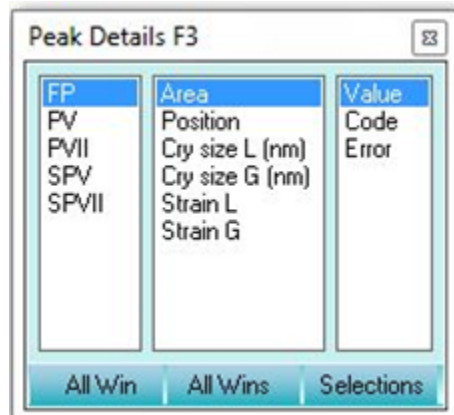 Peak Details F3
FP
PV
PVII
SPV
SPVII
Area
Position
Cry size L (nm)
Cry size G (nm)
Strain L
Strain G
Value
Code
Error
All Win
All Wins
Selections